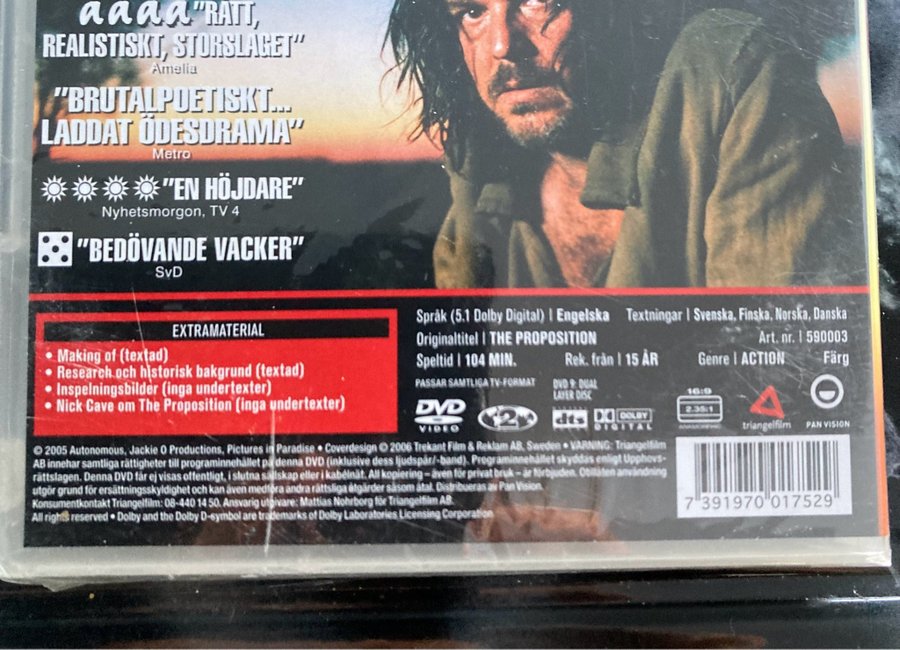 aaaa "RÅTT,
REALISTISKT, STORSLAGET"
Amelia
"BRUTALPOETISKT...
LADDAT ÖDESDRAMA"
Metro
"EN HÖJDARE"
Nyhetsmorgon, TV 4
"BEDÖVANDE VACKER"
SvD
EXTRAMATERIAL
• Making of (textad)
• Research och historisk bakgrund (textad)
• Inspelningsbilder (inga undertexter)
• Nick Cave om The Proposition (inga undertexter)
Språk (5.1 Dolby Digital) | Engelska Textningar | Svenska, Finska, Norska, Danska
Originaltitel | THE PROPOSITION Art. nr. | 590003
Speltid | 104 MIN. Rek. från | 15 ÅR Genre | ACTION Färg
PASSAR SAMTLIGA TV-FORMAT DVD 9: DUAL LAYER DISC
DVD VIDEO 2 dts DOLBY DIGITAL 16:9 2.35:1 triangelfilm PAN VISION
© 2005 Autonomous, Jackie O Productions, Pictures in Paradise • Coverdesign © 2006 Trekant Film & Reklam AB, Sweden • VARNING: Triangelfilm
AB innehar samtliga rättigheter till programinnehållet på denna DVD (inklusive dess ljudspår/-band). Programinnehållet skyddas enligt Upphovs-
rättslagen. Denna DVD får ej visas offentligt, i slutna sällskap eller i kabelnät. All kopiering – även för privat bruk – är förbjuden. Otillåten användning
utgör grund för ersättningsskyldighet och kan även medföra andra rättsliga åtgärder såsom åtal. Distribueras av Pan Vision.
Konsumentkontakt Triangelfilm: 08-440 14 50. Ansvarig utgivare: Mattias Nohrborg för Triangelfilm AB.
All rights reserved • Dolby and the Dolby D-symbol are trademarks of Dolby Laboratories Licensing Corporation
7 391970 017529